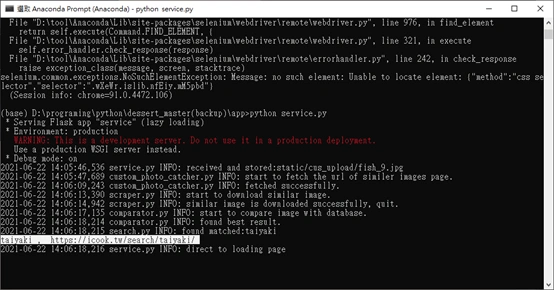 選取 Anaconda Prompt (Anaconda) - python service.py
File "D:\tool\Anaconda\Lib\site-packages\selenium\webdriver\remote\webdriver.py", line 976, in find_element
return self.execute(Command.FIND_ELEMENT, {
File "D:\tool\Anaconda\Lib\site-packages\selenium\webdriver\remote\webdriver.py", line 321, in execute
self.error_handler.check_response(response)
File "D:\tool\Anaconda\Lib\site-packages\selenium\webdriver\remote\errorhandler.py", line 242, in check_response
raise exception_class(message, screen, stacktrace)
selenium.common.exceptions.NoSuchElementException: Message: no such element: Unable to locate element: {"method":"css se
lector","selector":".wXeWr.islib.nfEiy.mM5pbd"}
(Session info: chrome=91.0.4472.106)
(base) D:\programing\python\dessert_master(backup)\app>python service.py
* Serving Flask app "service" (lazy loading)
* Environment: production
WARNING: This is a development server. Do not use it in a production deployment.
Use a production WSGI server instead.
* Debug mode: on
2021-06-22 14:05:46,536 service.py INFO: received and stored:static/cus_upload/fish_9.jpg
2021-06-22 14:05:47,689 custom_photo_catcher.py INFO: start to fetch the url of similer images page.
2021-06-22 14:06:09,243 custom_photo_catcher.py INFO: fetched successfully.
2021-06-22 14:06:13,390 scraper.py INFO: start to download similar image.
2021-06-22 14:06:14,942 scraper.py INFO: similar image is downloaded successfully, quit.
2021-06-22 14:06:17,135 comparator.py INFO: start to compare image with database.
2021-06-22 14:06:18,214 comparator.py INFO: found best result.
2021-06-22 14:06:18,215 search.py INFO: found matched:taiyaki
taiyaki , https://icook.tw/search/taiyaki/
2021-06-22 14:06:18,216 service.py INFO: direct to loading page